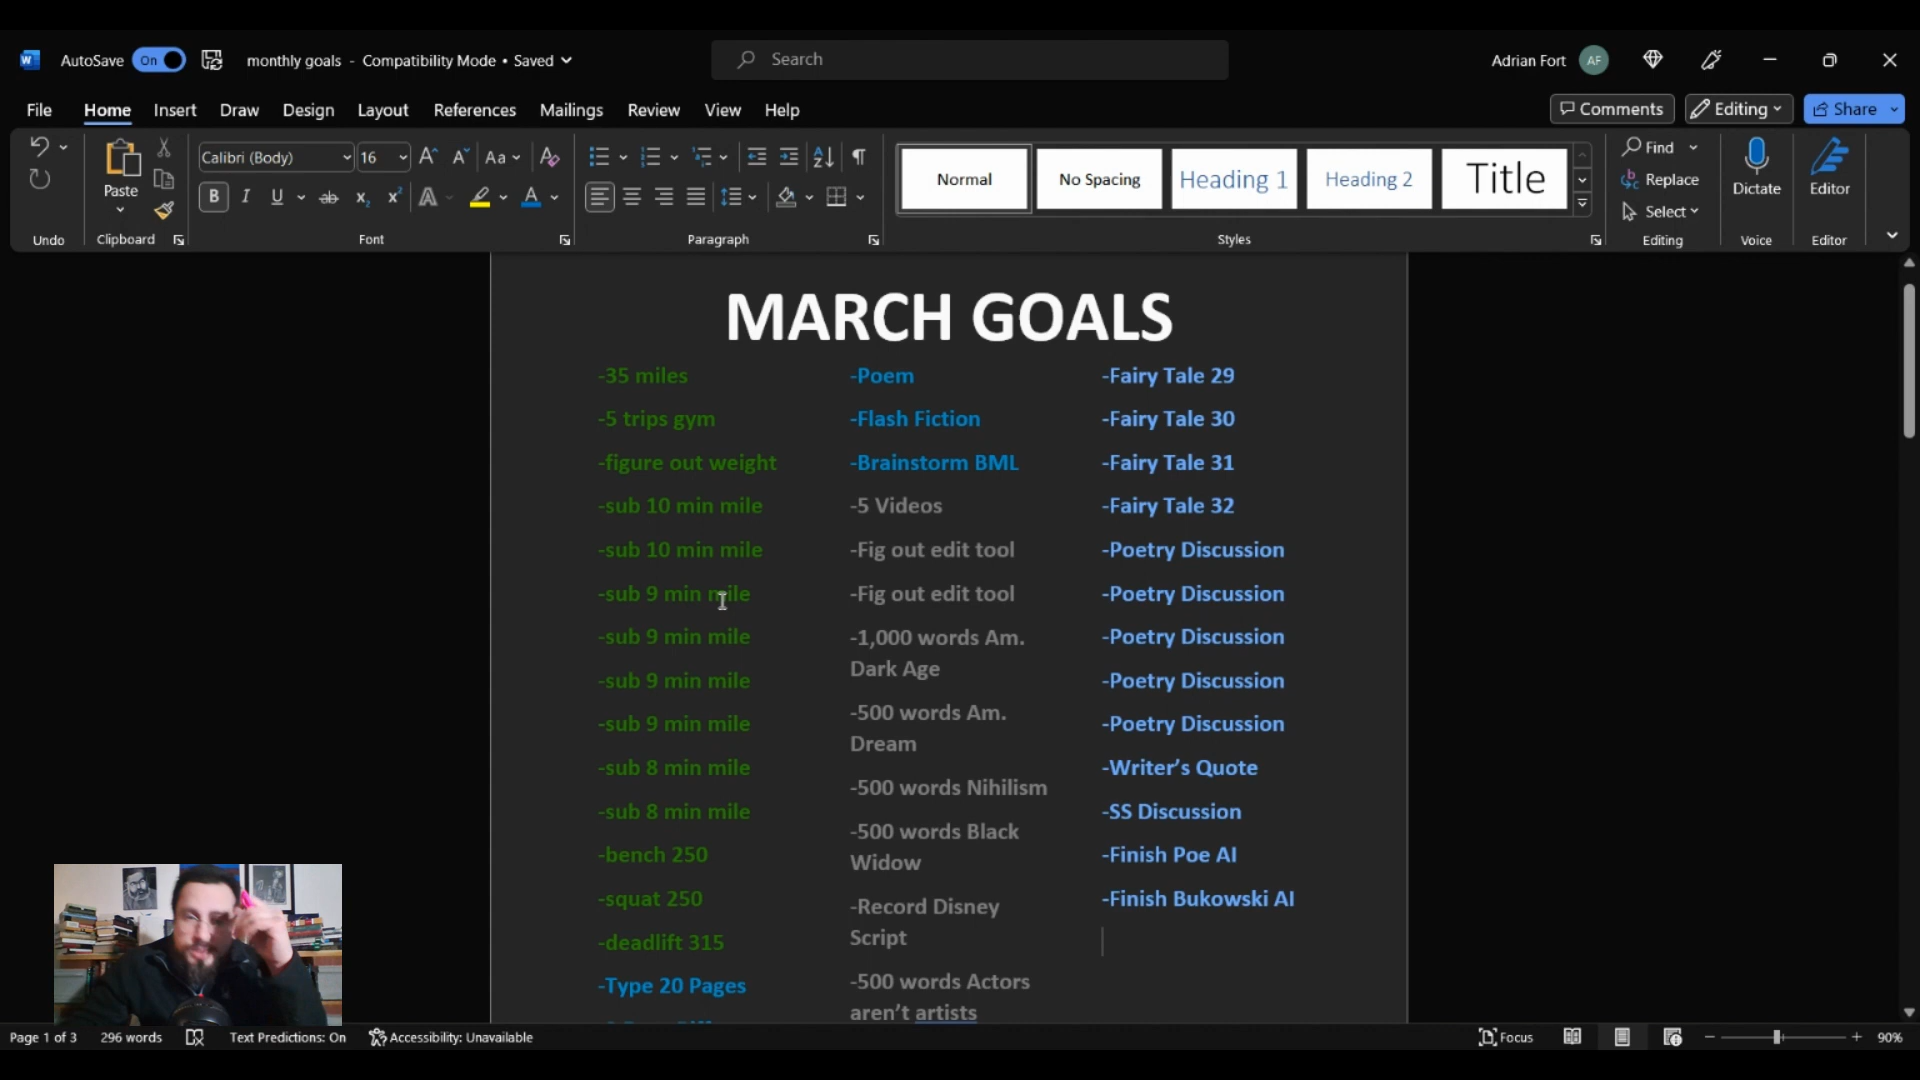 AutoSave On monthly goals - Compatibility Mode • Saved Search Adrian Fort AF
File Home Insert Draw Design Layout References Mailings Review View Help Comments Editing Share
Calibri (Body) 16 Aa
Paste
B I U ab x₂ x² A A
Normal No Spacing Heading 1 Heading 2 Title
Find
Replace
Select
Dictate
Editor
Undo Clipboard Font Paragraph Styles Editing Voice Editor
MARCH GOALS
-35 miles
-5 trips gym
-figure out weight
-sub 10 min mile
-sub 10 min mile
-sub 9 min mile
-sub 9 min mile
-sub 9 min mile
-sub 9 min mile
-sub 8 min mile
-sub 8 min mile
-bench 250
-squat 250
-deadlift 315
-Type 20 Pages
-Poem
-Flash Fiction
-Brainstorm BML
-5 Videos
-Fig out edit tool
-Fig out edit tool
-1,000 words Am.
Dark Age
-500 words Am.
Dream
-500 words Nihilism
-500 words Black
Widow
-Record Disney
Script
-500 words Actors
aren't artists
-Fairy Tale 29
-Fairy Tale 30
-Fairy Tale 31
-Fairy Tale 32
-Poetry Discussion
-Poetry Discussion
-Poetry Discussion
-Poetry Discussion
-Poetry Discussion
-Writer's Quote
-SS Discussion
-Finish Poe AI
-Finish Bukowski AI
Page 1 of 3 296 words Text Predictions: On Accessibility: Unavailable Focus 90%